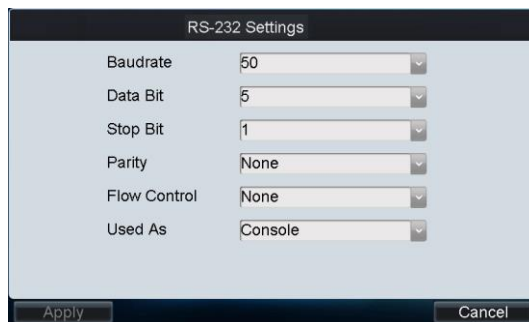 RS-232 Settings
Baudrate 50
Data Bit 5
Stop Bit 1
Parity None
Flow Control None
Used As Console
Apply Cancel